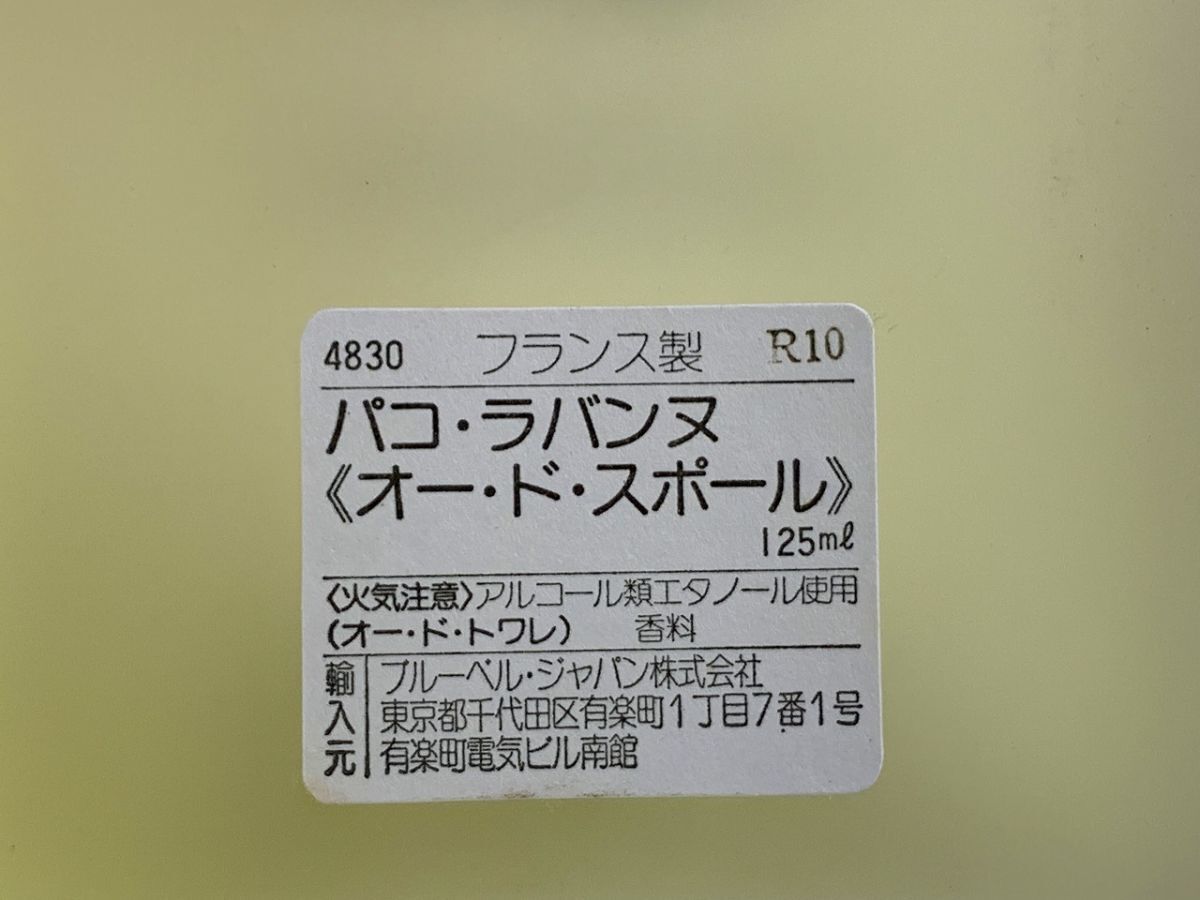 4830 フランス製 R10
パコ・ラバンヌ
《オー・ド・スポール》
125mℓ
〈火気注意〉アルコール類エタノール使用
(オー・ド・トワレ) 香料
輸入元
ブルーベル・ジャパン株式会社
東京都千代田区有楽町1丁目7番1号
有楽町電気ビル南館